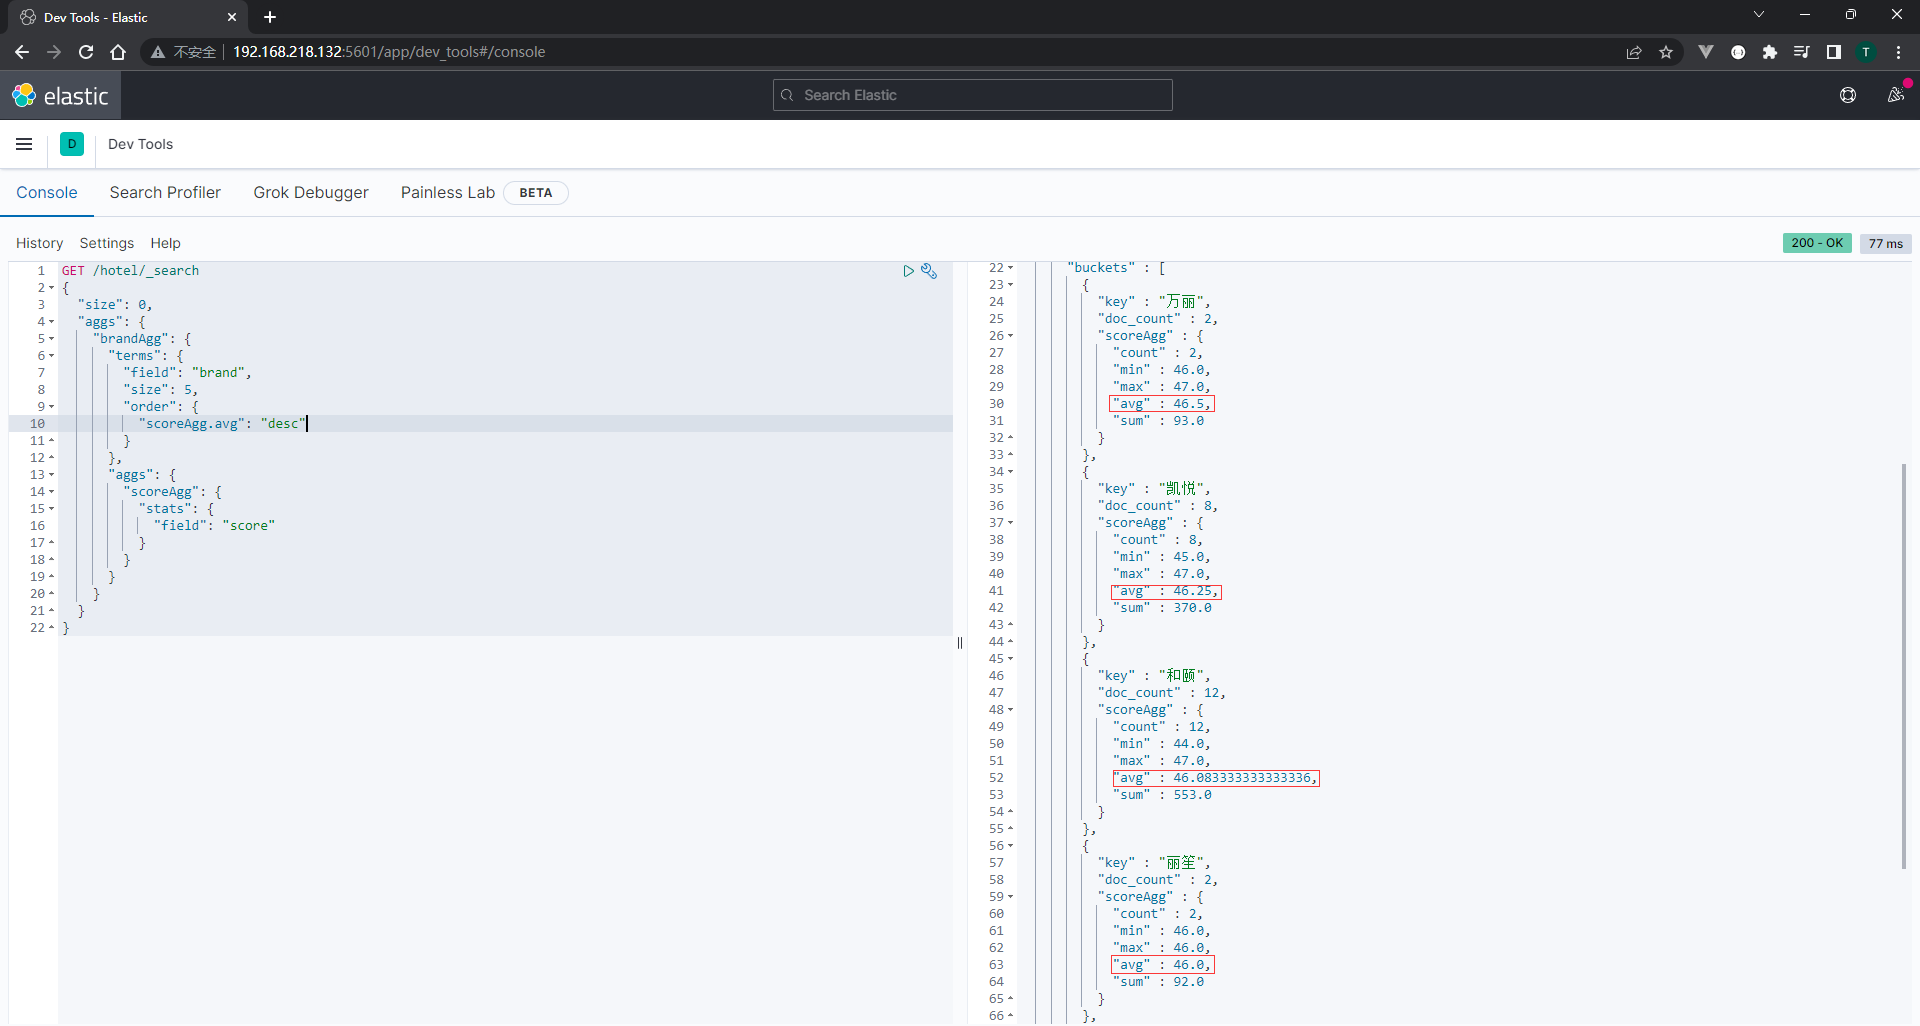 Dev Tools - Elastic
不安全 192.168.218.132:5601/app/dev_tools#/console
T
elastic
Search Elastic
D
Dev Tools
Console Search Profiler Grok Debugger Painless Lab BETA
History Settings Help
200 - OK 77 ms
1 GET /hotel/_search
2 {
3 "size": 0,
4 "aggs": {
5 "brandAgg": {
6 "terms": {
7 "field": "brand",
8 "size": 5,
9 "order": {
10 "scoreAgg.avg": "desc"
11 }
12 },
13 "aggs": {
14 "scoreAgg": {
15 "stats": {
16 "field": "score"
17 }
18 }
19 }
20 }
21 }
22 }
22 "buckets" : [
23 {
24 "key" : "万丽",
25 "doc_count" : 2,
26 "scoreAgg" : {
27 "count" : 2,
28 "min" : 46.0,
29 "max" : 47.0,
30 "avg" : 46.5,
31 "sum" : 93.0
32 }
33 },
34 {
35 "key" : "凯悦",
36 "doc_count" : 8,
37 "scoreAgg" : {
38 "count" : 8,
39 "min" : 45.0,
40 "max" : 47.0,
41 "avg" : 46.25,
42 "sum" : 370.0
43 }
44 },
45 {
46 "key" : "和颐",
47 "doc_count" : 12,
48 "scoreAgg" : {
49 "count" : 12,
50 "min" : 44.0,
51 "max" : 47.0,
52 "avg" : 46.083333333333336,
53 "sum" : 553.0
54 }
55 },
56 {
57 "key" : "丽笙",
58 "doc_count" : 2,
59 "scoreAgg" : {
60 "count" : 2,
61 "min" : 46.0,
62 "max" : 46.0,
63 "avg" : 46.0,
64 "sum" : 92.0
65 }
66 },